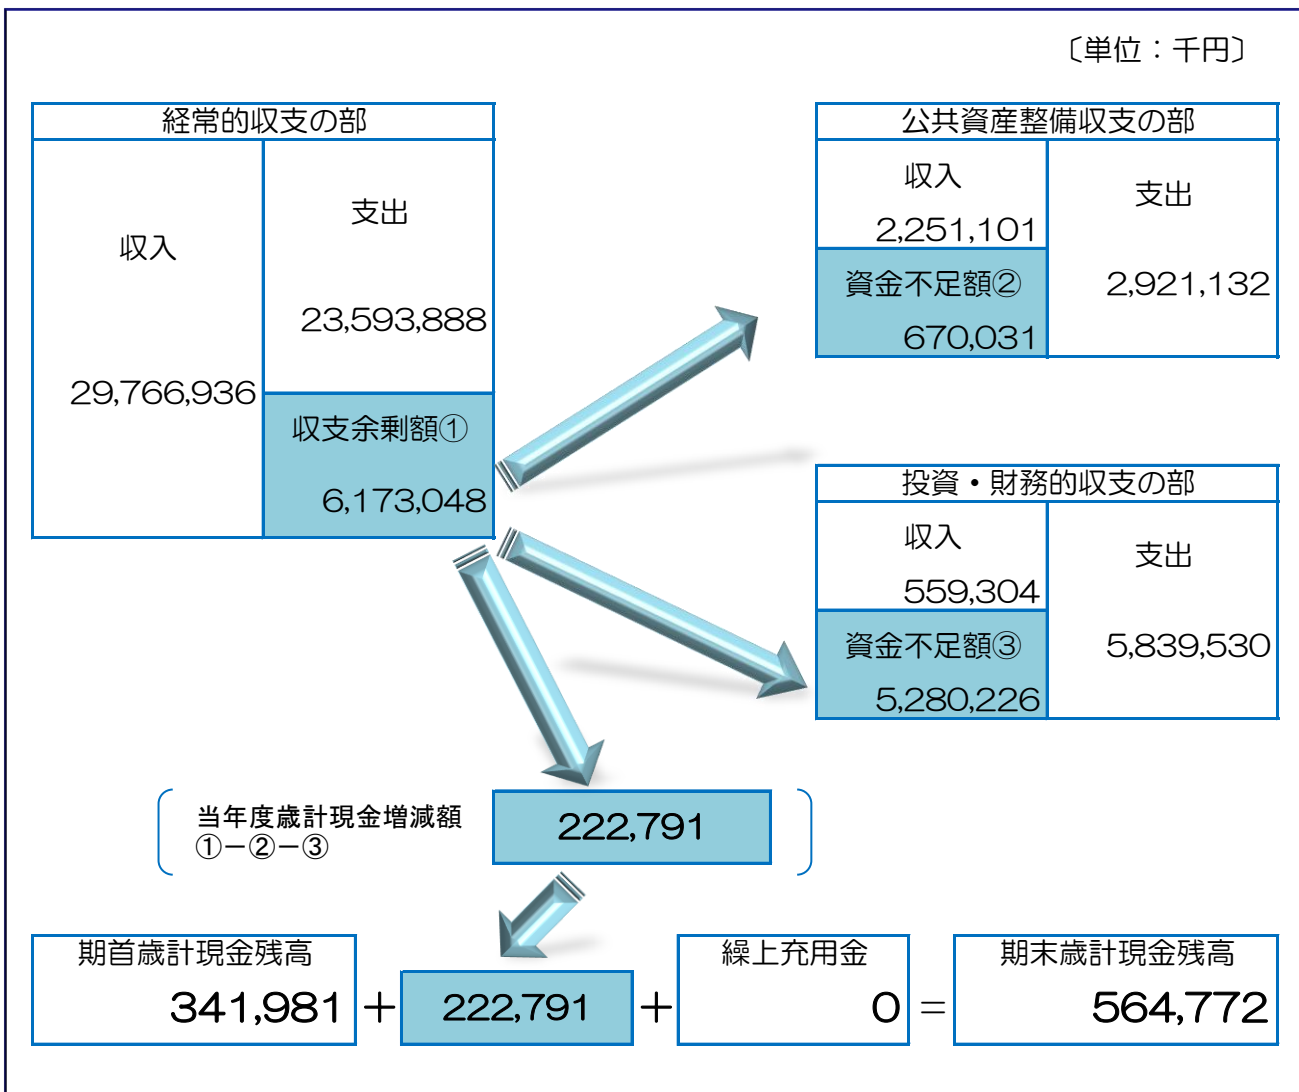 〔単位：千円〕
経常的収支の部
収入
29,766,936
支出
23,593,888
収支余剰額①
6,173,048
公共資産整備収支の部
収入
2,251,101
資金不足額②
670,031
支出
2,921,132
投資・財務的収支の部
収入
559,304
資金不足額③
5,280,226
支出
5,839,530
当年度歳計現金増減額
①－②－③
222,791
期首歳計現金残高
341,981
＋
222,791
＋
繰上充用金
0
＝
期末歳計現金残高
564,772